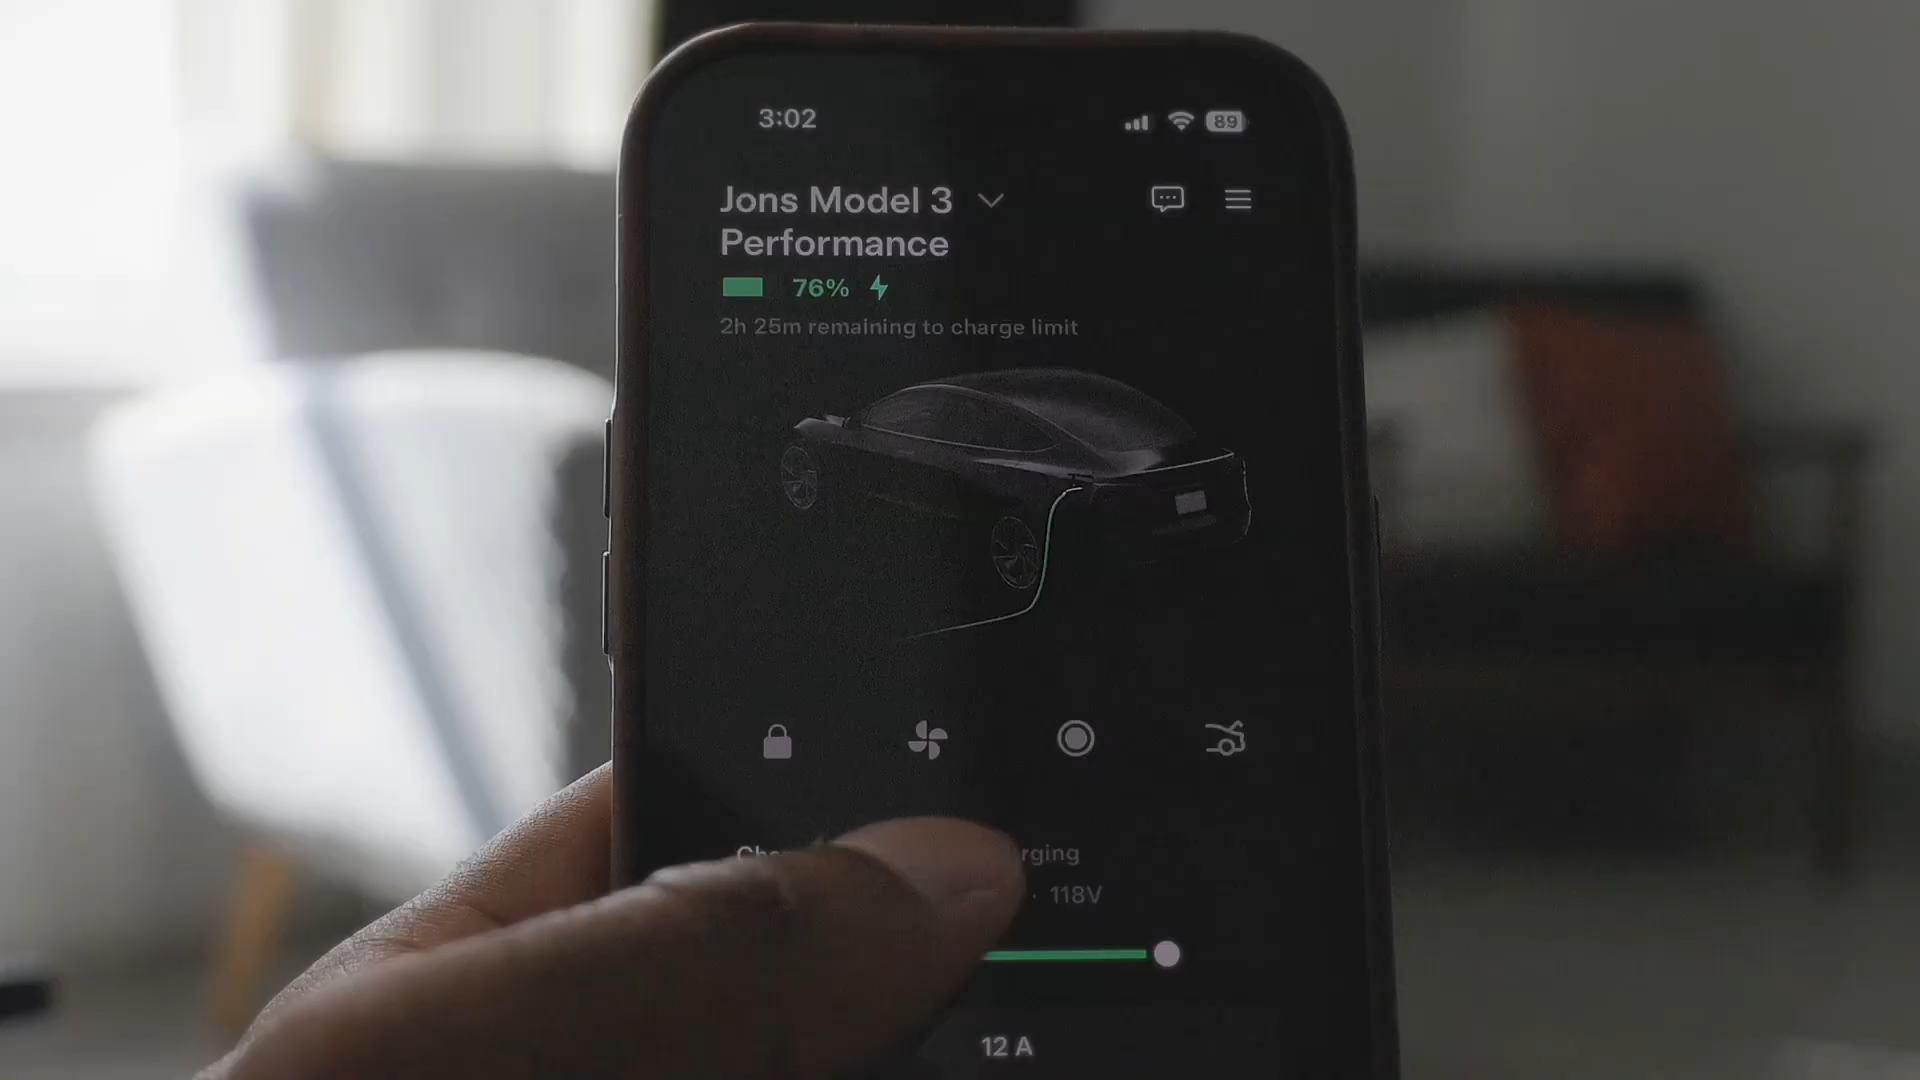 3:02
89
Jons Model 3
Performance
76%
2h 25m remaining to charge limit
rging
· 118V
12 A